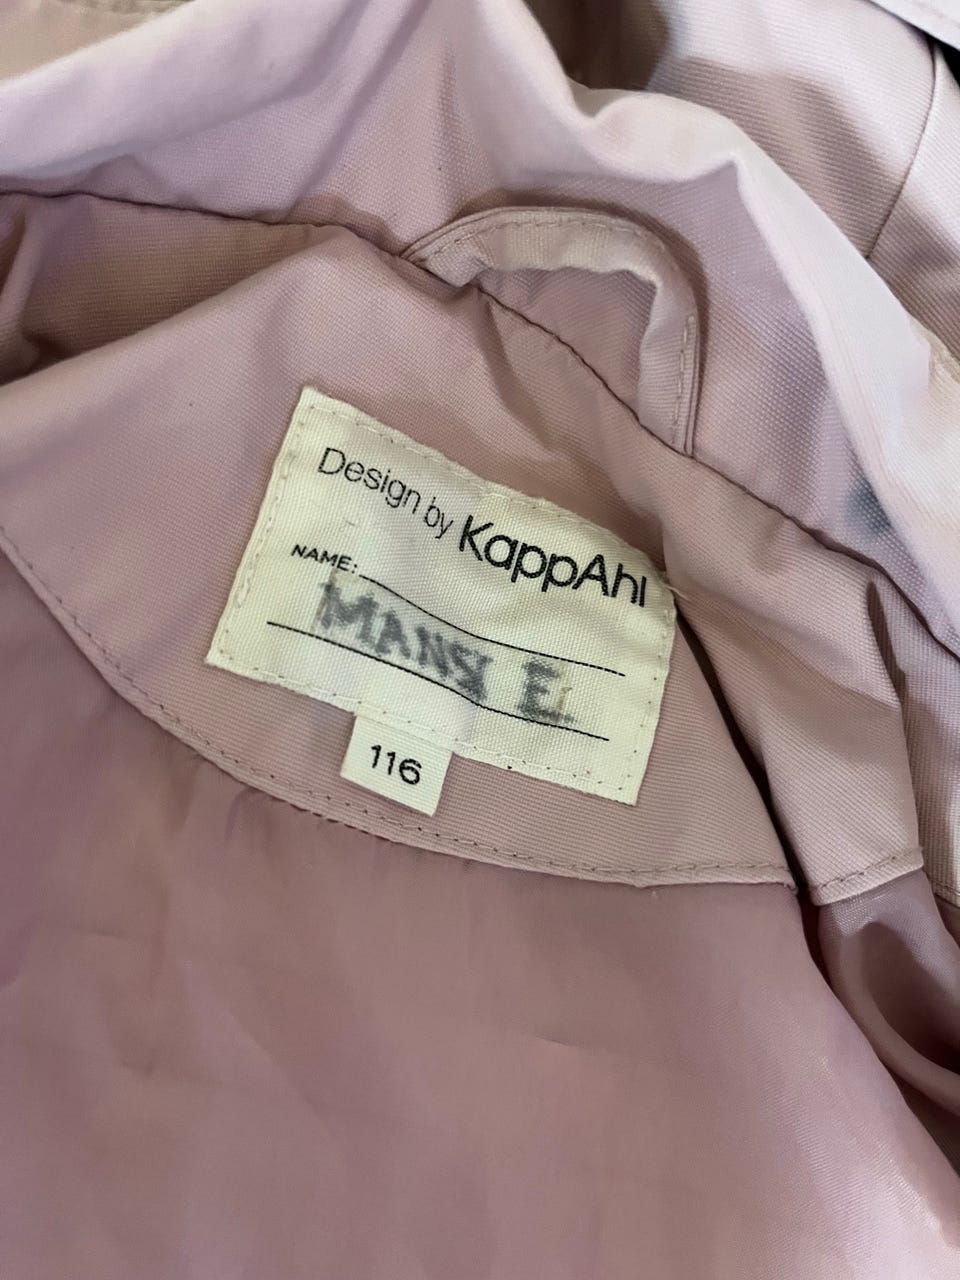 Design by KappAhl
NAME:
MANSI E.
116